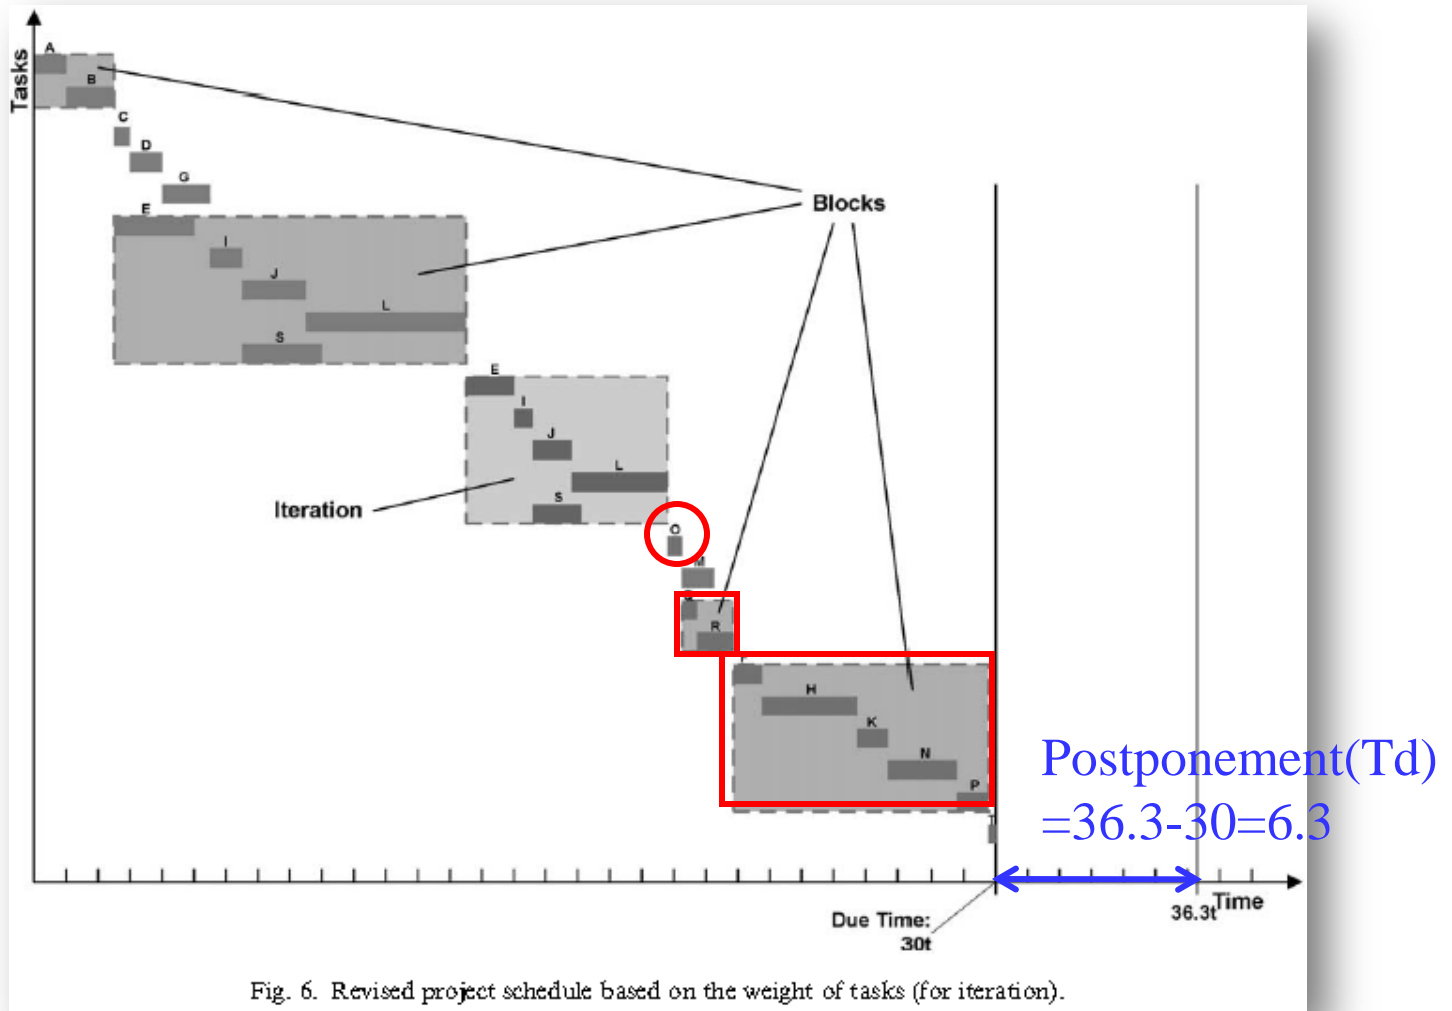 Tasks
A
B
C
D
G
E
I
J
L
S
Blocks
E
I
J
L
S
Iteration
O
M
R
H
K
N
P
T
Postponement(Td)
=36.3-30=6.3
Due Time:
30t
36.3t
Time
Fig. 6. Revised project schedule based on the weight of tasks (for iteration).